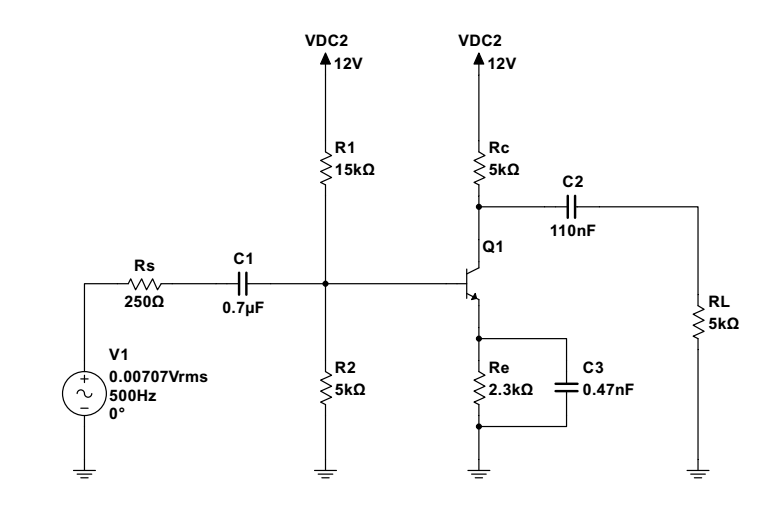 VDC2
12V
VDC2
12V
R1
15kΩ
Rc
5kΩ
C2
110nF
Q1
Rs
250Ω
C1
0.7µF
RL
5kΩ
V1
0.00707Vrms
500Hz
0°
R2
5kΩ
Re
2.3kΩ
C3
0.47nF